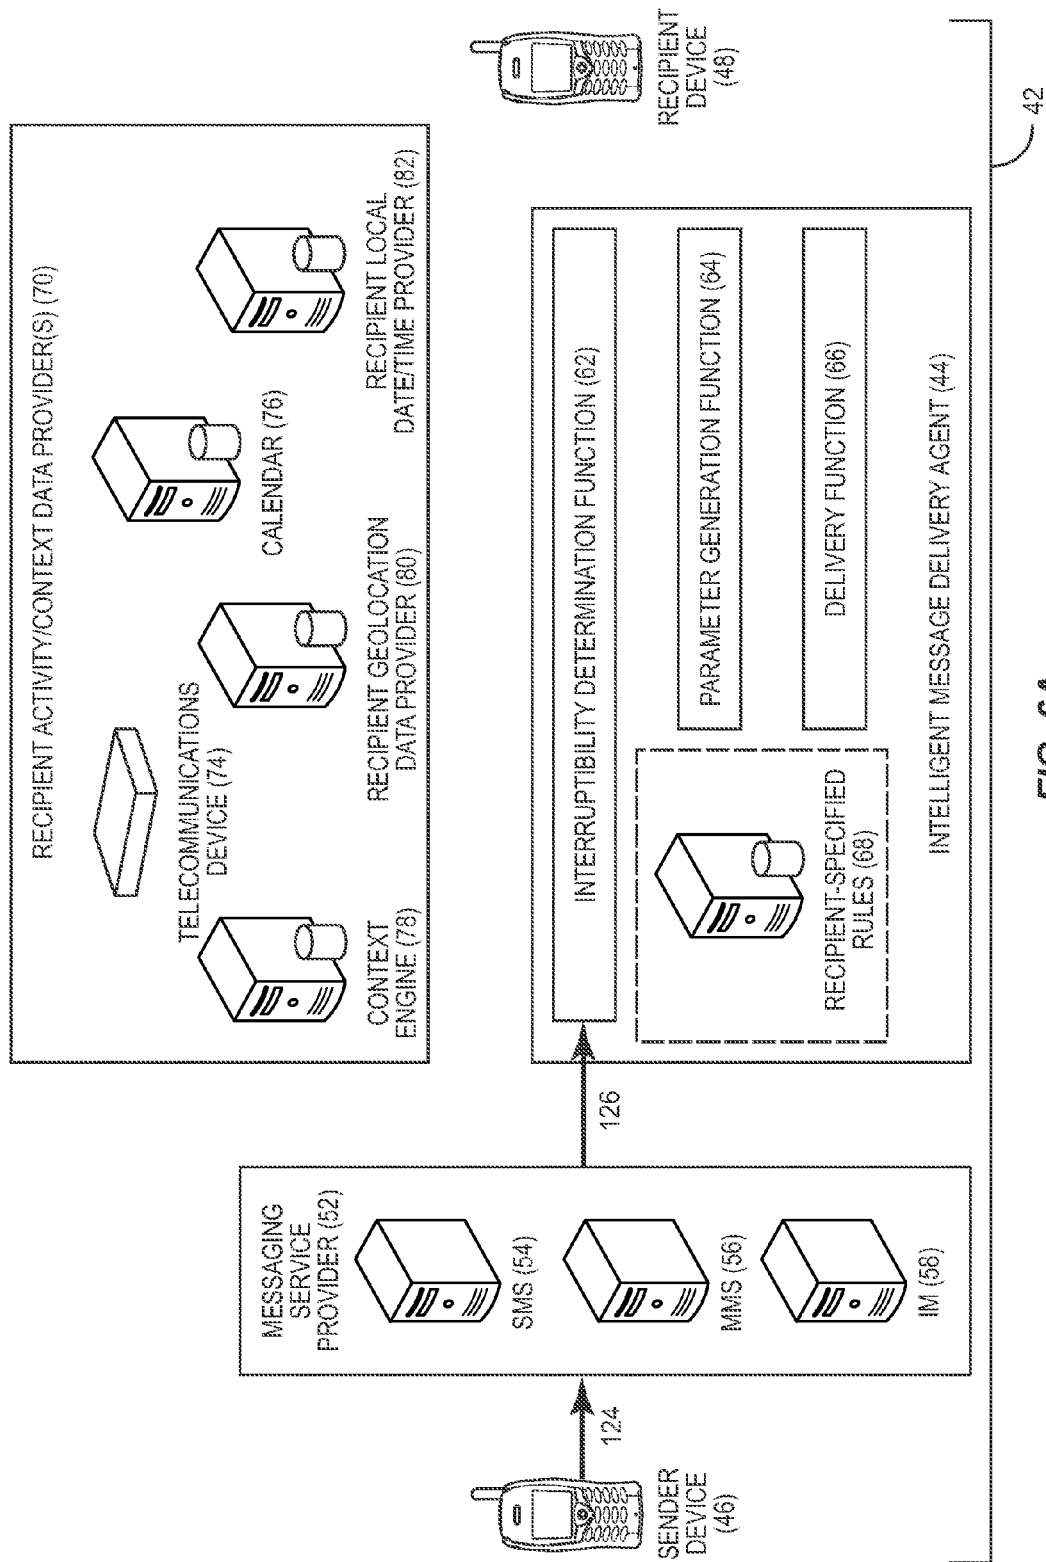 RECIPIENT ACTIVITY/CONTEXT DATA PROVIDER(S) (70)
TELECOMMUNICATIONS
DEVICE (74)
CALENDAR (76)
CONTEXT
ENGINE (78)
RECIPIENT GEOLOCATION
DATA PROVIDER (80)
RECIPIENT LOCAL
DATE/TIME PROVIDER (82)
SENDER
DEVICE
(46)
124
MESSAGING
SERVICE
PROVIDER (52)
SMS (54)
MMS (56)
IM (58)
126
INTERRUPTIBILITY DETERMINATION FUNCTION (62)
PARAMETER GENERATION FUNCTION (64)
DELIVERY FUNCTION (66)
RECIPIENT-SPECIFIED
RULES (68)
INTELLIGENT MESSAGE DELIVERY AGENT (44)
RECIPIENT
DEVICE
(48)
42
FIG. 6A